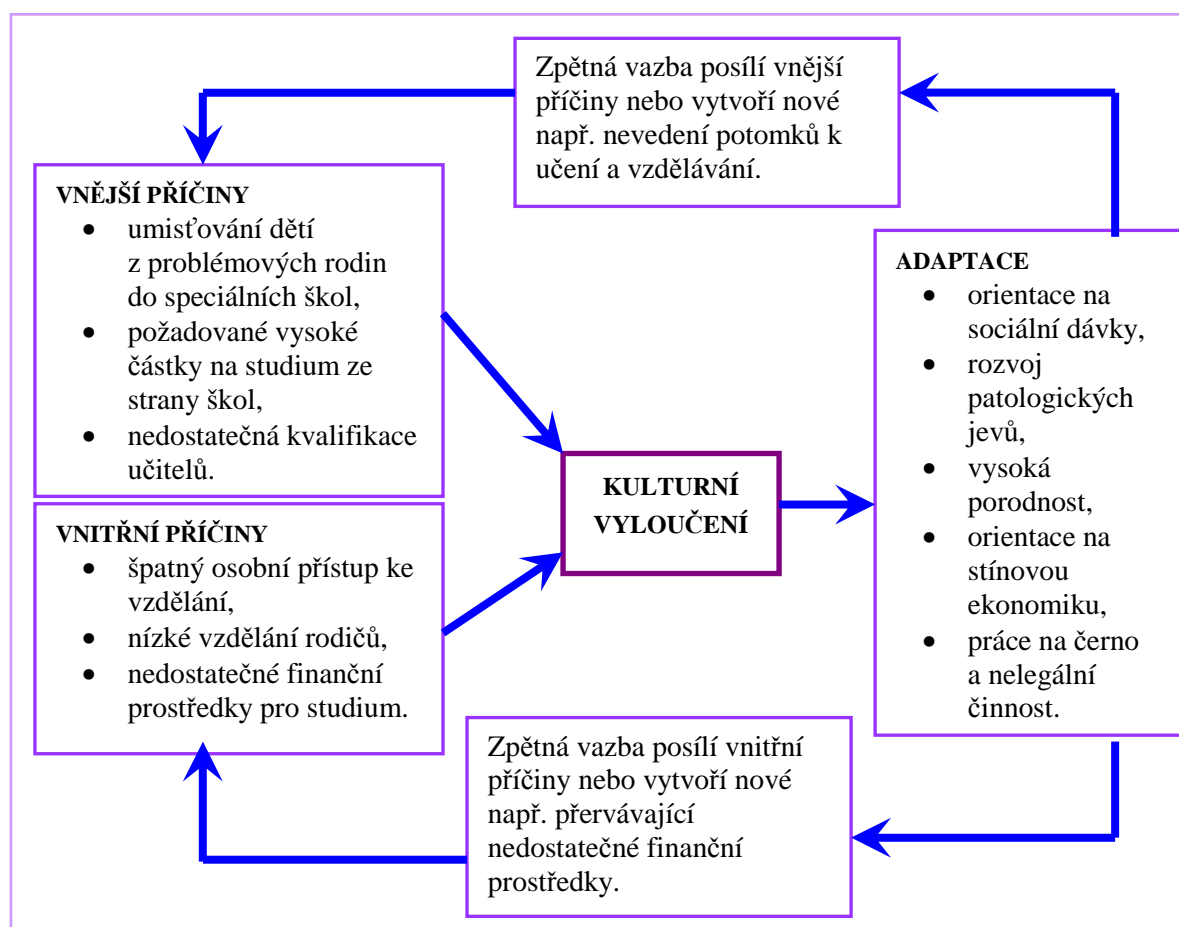 Zpětná vazba posílí vnější
příčiny nebo vytvoří nové
např. nevedení potomků k
učení a vzdělávání.
VNĚJŠÍ PŘÍČINY
• umisťování dětí
z problémových rodin
do speciálních škol,
• požadované vysoké
částky na studium ze
strany škol,
• nedostatečná kvalifikace
učitelů.
VNITŘNÍ PŘÍČINY
• špatný osobní přístup ke
vzdělání,
• nízké vzdělání rodičů,
• nedostatečné finanční
prostředky pro studium.
KULTURNÍ
VYLOUČENÍ
ADAPTACE
• orientace na
sociální dávky,
• rozvoj
patologických
jevů,
• vysoká
porodnost,
• orientace na
stínovou
ekonomiku,
• práce na černo
a nelegální
činnost.
Zpětná vazba posílí vnitřní
příčiny nebo vytvoří nové
např. přervávající
nedostatečné finanční
prostředky.